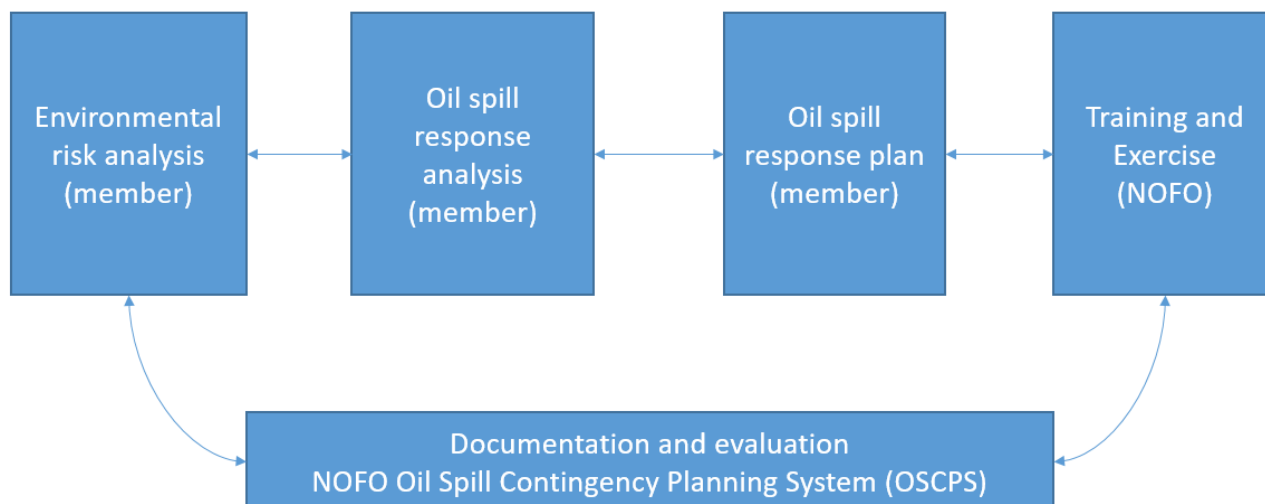 Environmental
risk analysis
(member)
Oil spill
response
analysis
(member)
Oil spill
response plan
(member)
Training and
Exercise
(NOFO)
Documentation and evaluation
NOFO Oil Spill Contingency Planning System (OSCPS)